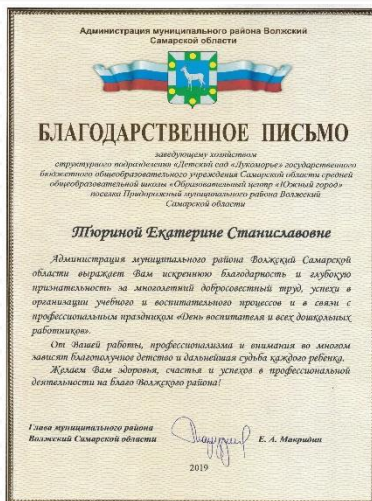 Администрация муниципального района Волжский
Самарской области
БЛАГОДАРСТВЕННОЕ ПИСЬМО
заведующему хозяйством
структурного подразделения «Детский сад «Лукоморье» государственного
бюджетного общеобразовательного учреждения Самарской области средней
общеобразовательной школы «Образовательный центр «Южный город»
поселка Придорожный муниципального района Волжский
Самарской области
Тюриной Екатерине Станиславовне
Администрация муниципального района Волжский Самарской
области выражает Вам искреннюю благодарность и глубокую
признательность за многолетний добросовестный труд, успехи в
организации учебного и воспитательного процессов и в связи с
профессиональным праздником «День воспитателя и всех дошкольных
работников».
От Вашей работы, профессионализма и внимания во многом
зависят благополучное детство и дальнейшая судьба каждого ребенка.
Желаем Вам здоровья, счастья и успехов в профессиональной
деятельности на благо Волжского района!
Глава муниципального района
Волжский Самарской области
Е. А. Макридин
2019